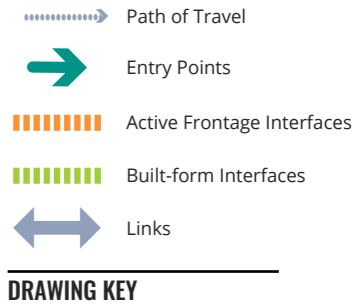 Path of Travel
Entry Points
Active Frontage Interfaces
Built-form Interfaces
Links
DRAWING KEY